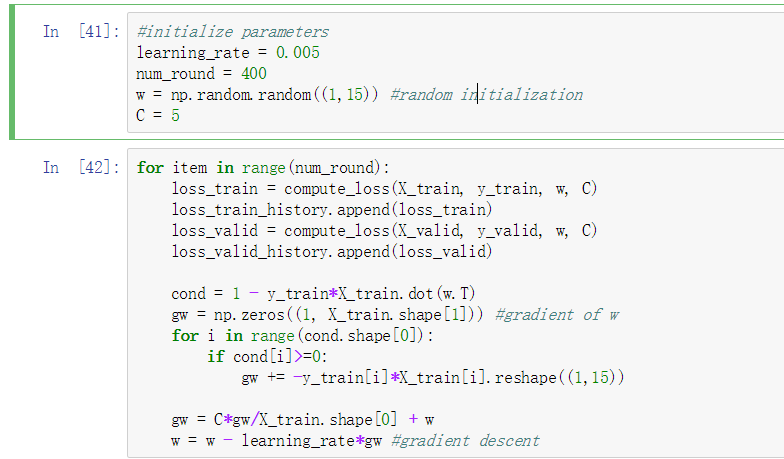 In [41]: #initialize parameters
learning_rate = 0.005
num_round = 400
w = np.random.random((1,15)) #random initialization
C = 5
In [42]: for item in range(num_round):
    loss_train = compute_loss(X_train, y_train, w, C)
    loss_train_history.append(loss_train)
    loss_valid = compute_loss(X_valid, y_valid, w, C)
    loss_valid_history.append(loss_valid)

    cond = 1 - y_train*X_train.dot(w.T)
    gw = np.zeros((1, X_train.shape[1])) #gradient of w
    for i in range(cond.shape[0]):
        if cond[i]>=0:
            gw += -y_train[i]*X_train[i].reshape((1,15))

    gw = C*gw/X_train.shape[0] + w
    w = w - learning_rate*gw #gradient descent